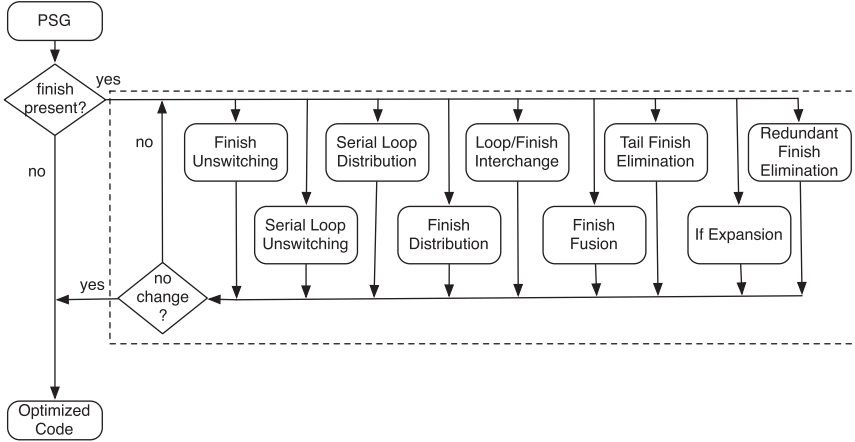 PSG
yes
finish
present?
no
no
Finish
Unswitching
Serial Loop
Distribution
Loop/Finish
Interchange
Tail Finish
Elimination
Redundant
Finish
Elimination
Serial Loop
Unswitching
Finish
Distribution
Finish
Fusion
If Expansion
yes
no
change
?
Optimized
Code